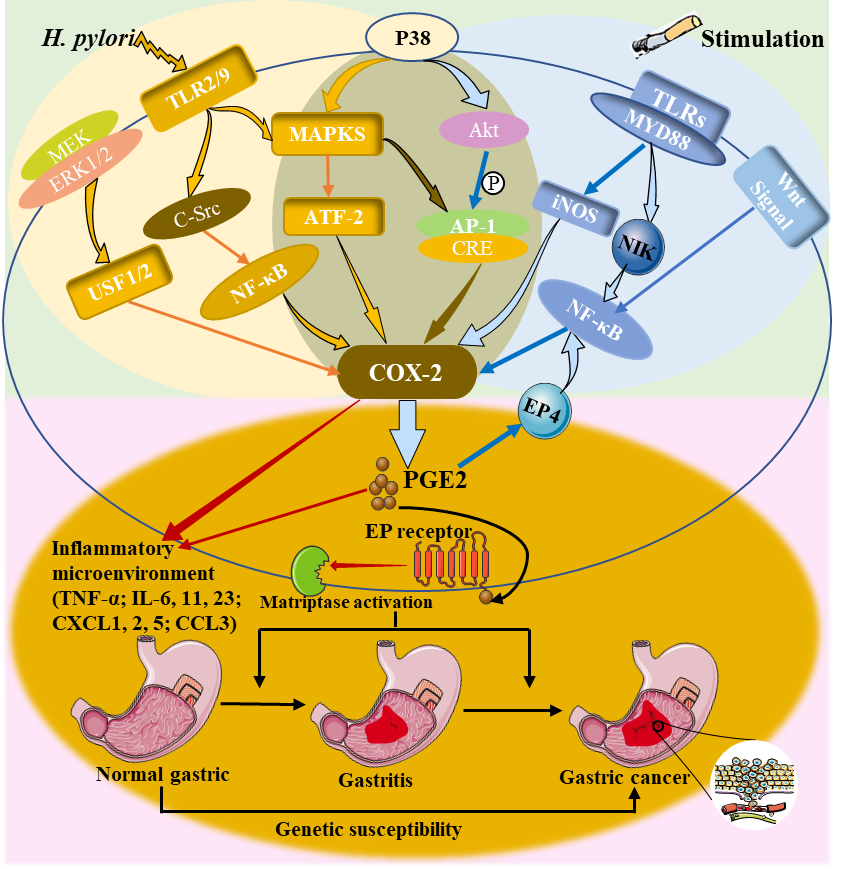 H. pylori
P38
Stimulation
TLR2/9
TLRs
MYD88
MEK
ERK1/2
MAPKS
Akt
P
Wnt
Signal
C-Src
ATF-2
AP-1
CRE
iNOS
NIK
USF1/2
NF-κB
NF-κB
COX-2
EP4
PGE2
EP receptor
Inflammatory
microenvironment
(TNF-α; IL-6, 11, 23;
CXCL1, 2, 5; CCL3)
Matriptase activation
Normal gastric
Gastritis
Gastric cancer
Genetic susceptibility